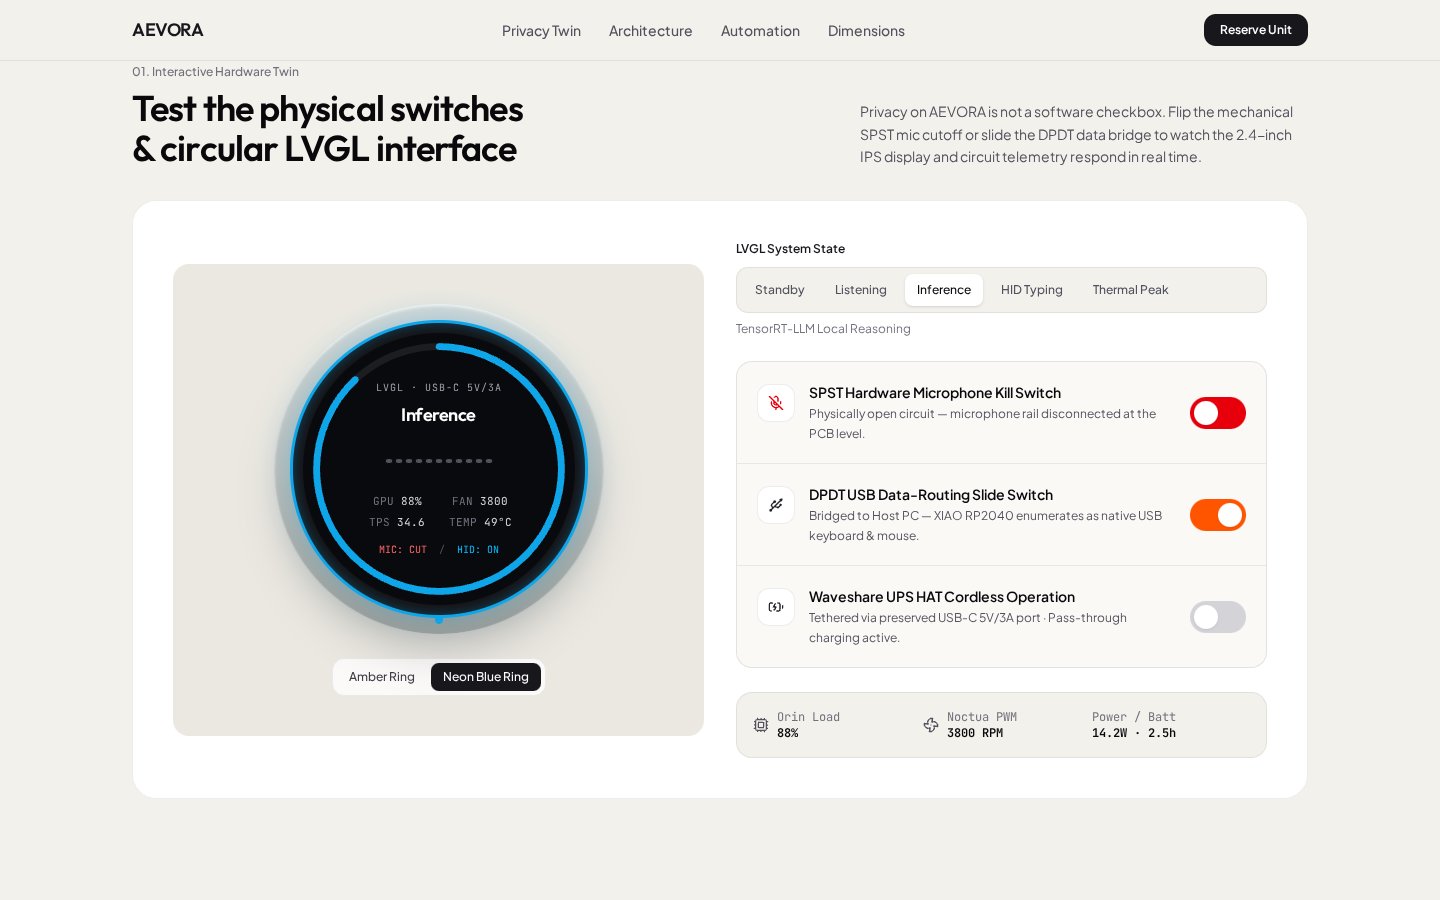 AEVORA
Privacy Twin
Architecture
Automation
Dimensions
Reserve Unit
01. Interactive Hardware Twin
Test the physical switches
& circular LVGL interface
Privacy on AEVORA is not a software checkbox. Flip the mechanical
SPST mic cutoff or slide the DPDT data bridge to watch the 2.4-inch
IPS display and circuit telemetry respond in real time.
LVGL · USB-C 5V/3A
Inference
GPU 88% FAN 3800
TPS 34.6 TEMP 49°C
MIC: CUT / HID: ON
Amber Ring
Neon Blue Ring
LVGL System State
Standby
Listening
Inference
HID Typing
Thermal Peak
TensorRT-LLM Local Reasoning
SPST Hardware Microphone Kill Switch
Physically open circuit — microphone rail disconnected at the
PCB level.
DPDT USB Data-Routing Slide Switch
Bridged to Host PC — XIAO RP2040 enumerates as native USB
keyboard & mouse.
Waveshare UPS HAT Cordless Operation
Tethered via preserved USB-C 5V/3A port · Pass-through
charging active.
Orin Load
88%
Noctua PWM
3800 RPM
Power / Batt
14.2W · 2.5h